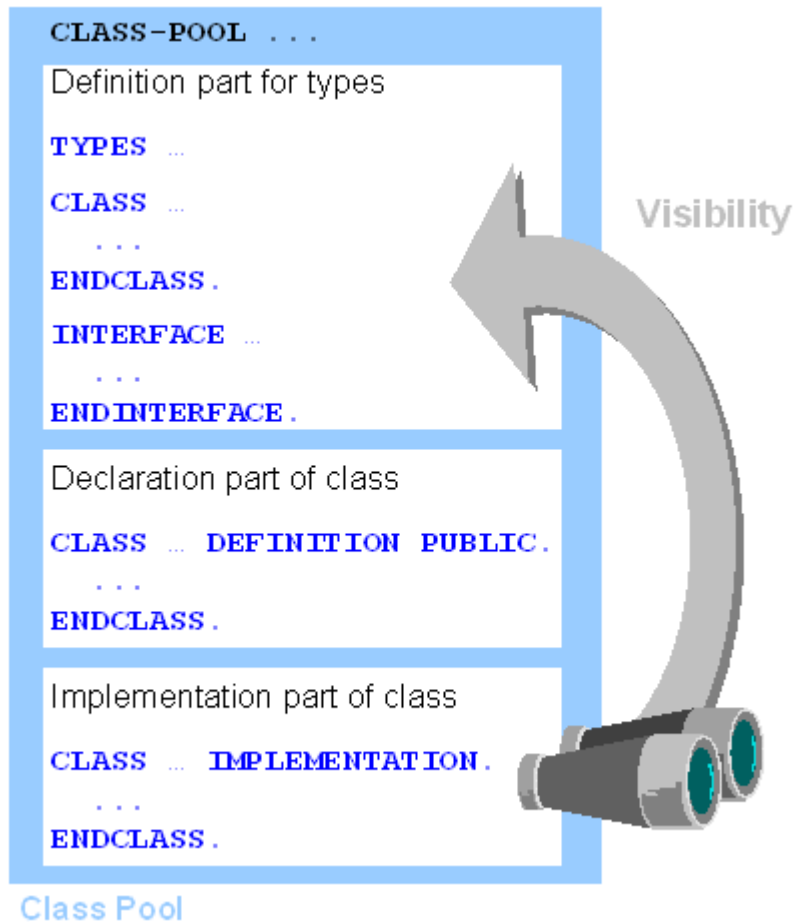 CLASS-POOL ...
Definition part for types
TYPES …
CLASS …
...
ENDCLASS.
INTERFACE …
...
ENDINTERFACE.
Visibility
Declaration part of class
CLASS … DEFINITION PUBLIC.
...
ENDCLASS.
Implementation part of class
CLASS … IMPLEMENTATION.
...
ENDCLASS.
Class Pool